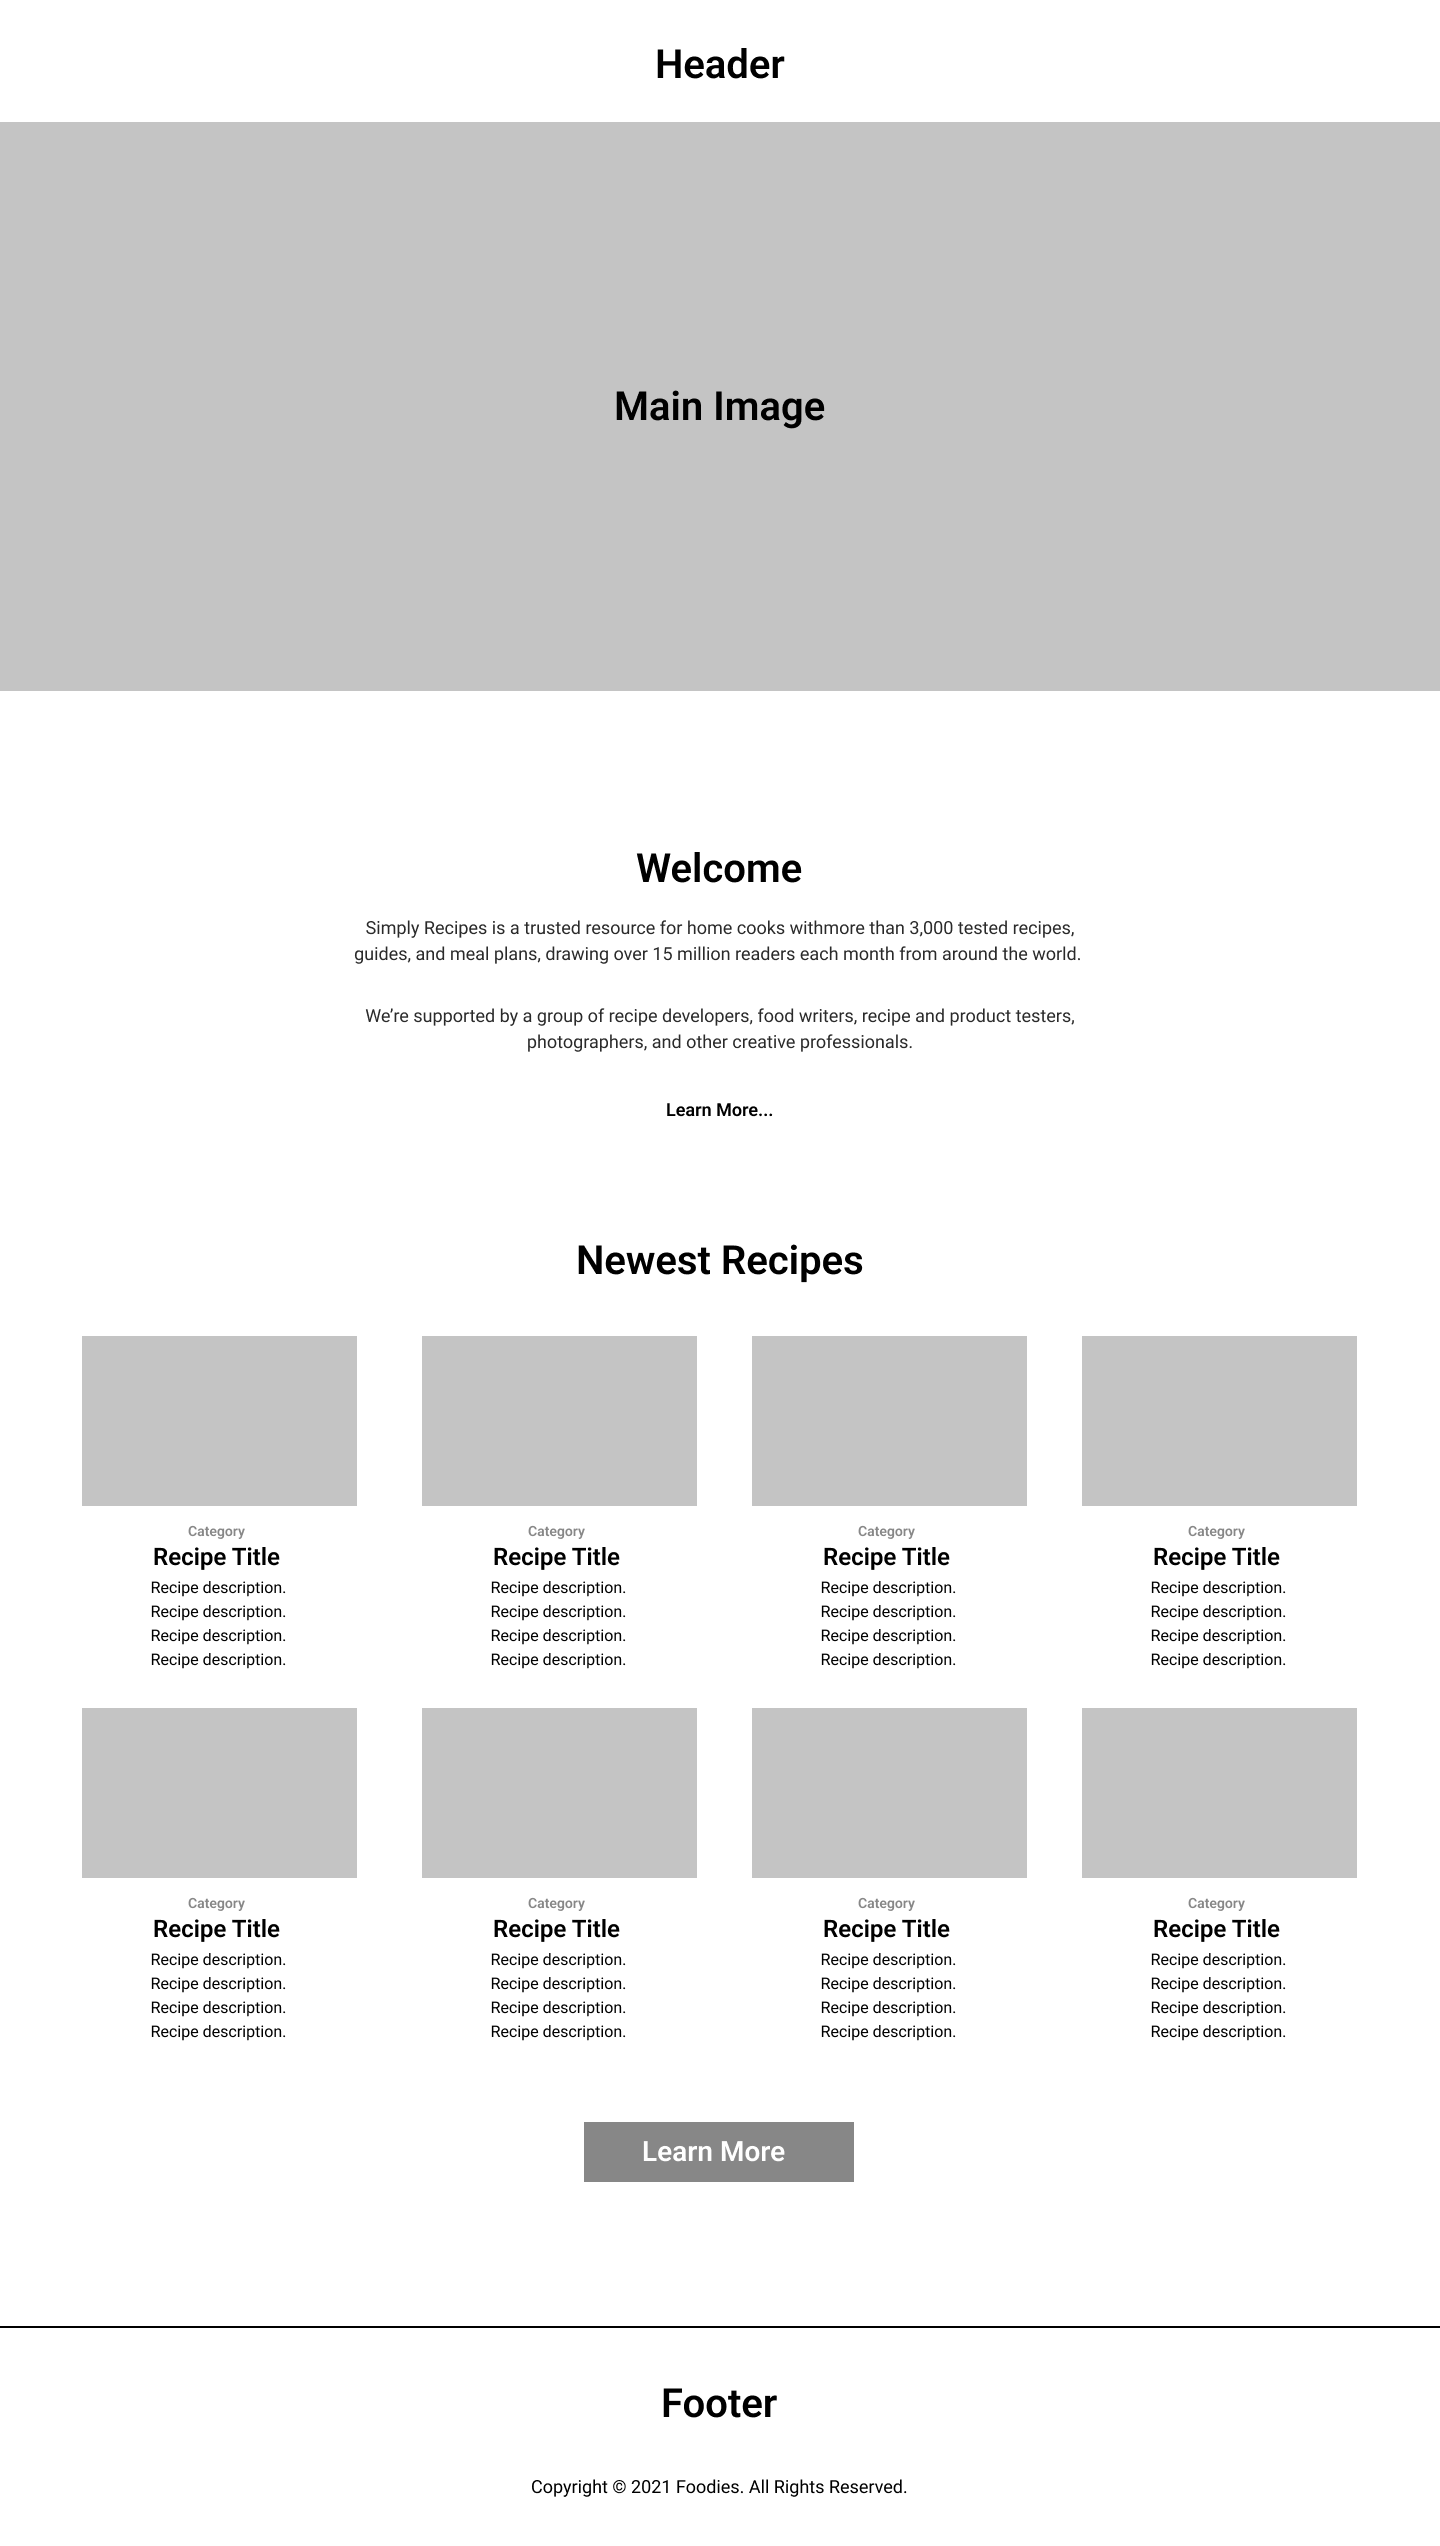 Header
Main Image
Welcome
Simply Recipes is a trusted resource for home cooks withmore than 3,000 tested recipes,
guides, and meal plans, drawing over 15 million readers each month from around the world.
We’re supported by a group of recipe developers, food writers, recipe and product testers,
photographers, and other creative professionals.
Learn More...
Newest Recipes
Category
Recipe Title
Recipe description.
Recipe description.
Recipe description.
Recipe description.
Category
Recipe Title
Recipe description.
Recipe description.
Recipe description.
Recipe description.
Category
Recipe Title
Recipe description.
Recipe description.
Recipe description.
Recipe description.
Category
Recipe Title
Recipe description.
Recipe description.
Recipe description.
Recipe description.
Category
Recipe Title
Recipe description.
Recipe description.
Recipe description.
Recipe description.
Category
Recipe Title
Recipe description.
Recipe description.
Recipe description.
Recipe description.
Category
Recipe Title
Recipe description.
Recipe description.
Recipe description.
Recipe description.
Category
Recipe Title
Recipe description.
Recipe description.
Recipe description.
Recipe description.
Learn More
Footer
Copyright © 2021 Foodies. All Rights Reserved.